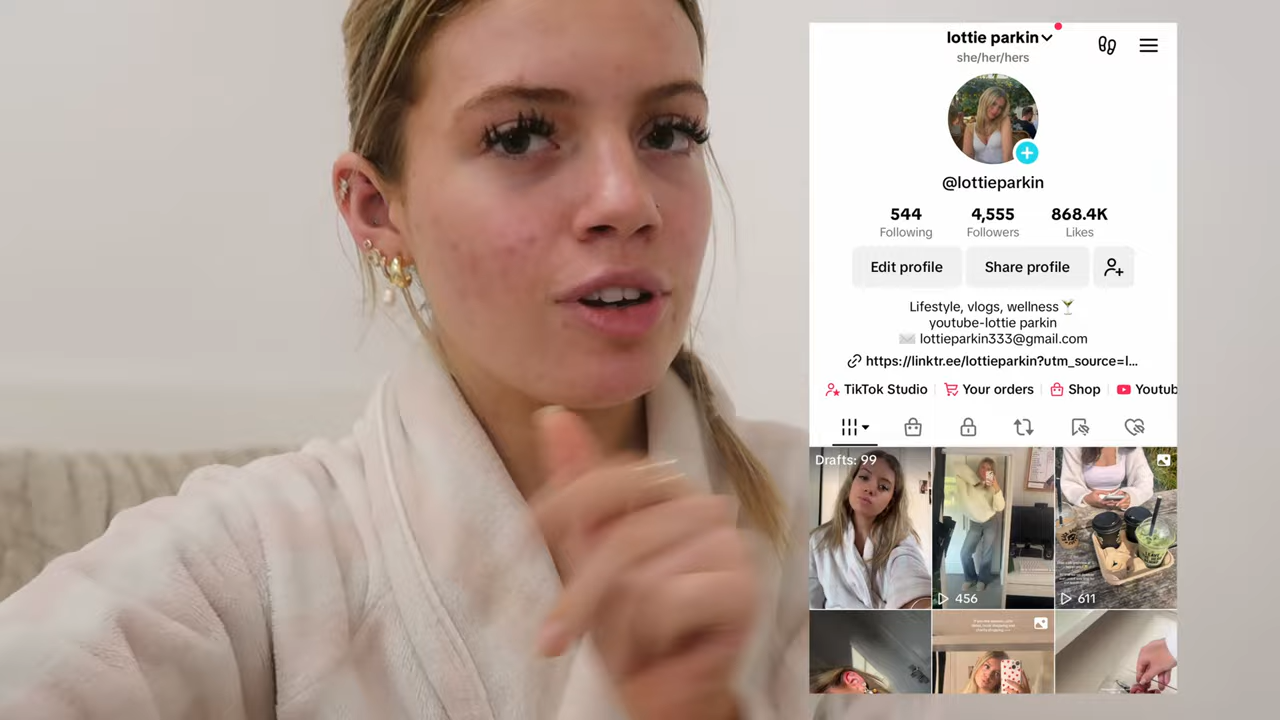 lottie parkin
she/her/hers
@lottieparkin
544 4,555 868.4K
Following Followers Likes
Edit profile Share profile
Lifestyle, vlogs, wellness🍸
youtube-lottie parkin
✉️ lottieparkin333@gmail.com
https://linktr.ee/lottieparkin?utm_source=l...
TikTok Studio Your orders Shop Youtub
Drafts: 99
456 611